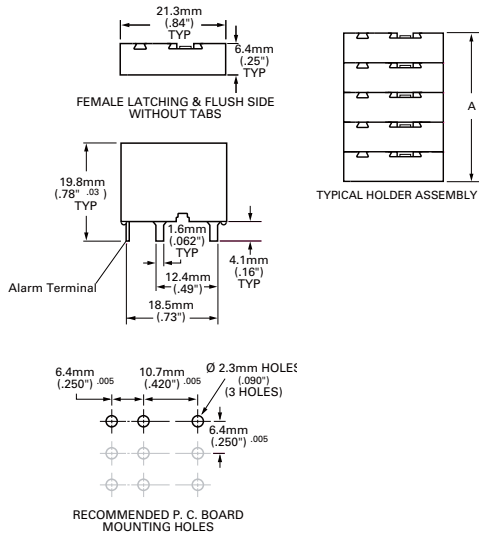 21.3mm
(.84")
TYP
6.4mm
(.25")
TYP
FEMALE LATCHING & FLUSH SIDE
WITHOUT TABS
A
TYPICAL HOLDER ASSEMBLY
19.8mm
(.78" .03 )
TYP
1.6mm
(.062")
TYP
4.1mm
(.16")
TYP
12.4mm
(.49")
Alarm Terminal
18.5mm
(.73")
6.4mm
(.250") .005
10.7mm
(.420") .005
Ø 2.3mm HOLES
(.090")
(3 HOLES)
6.4mm
(.250") .005
RECOMMENDED P. C. BOARD
MOUNTING HOLES